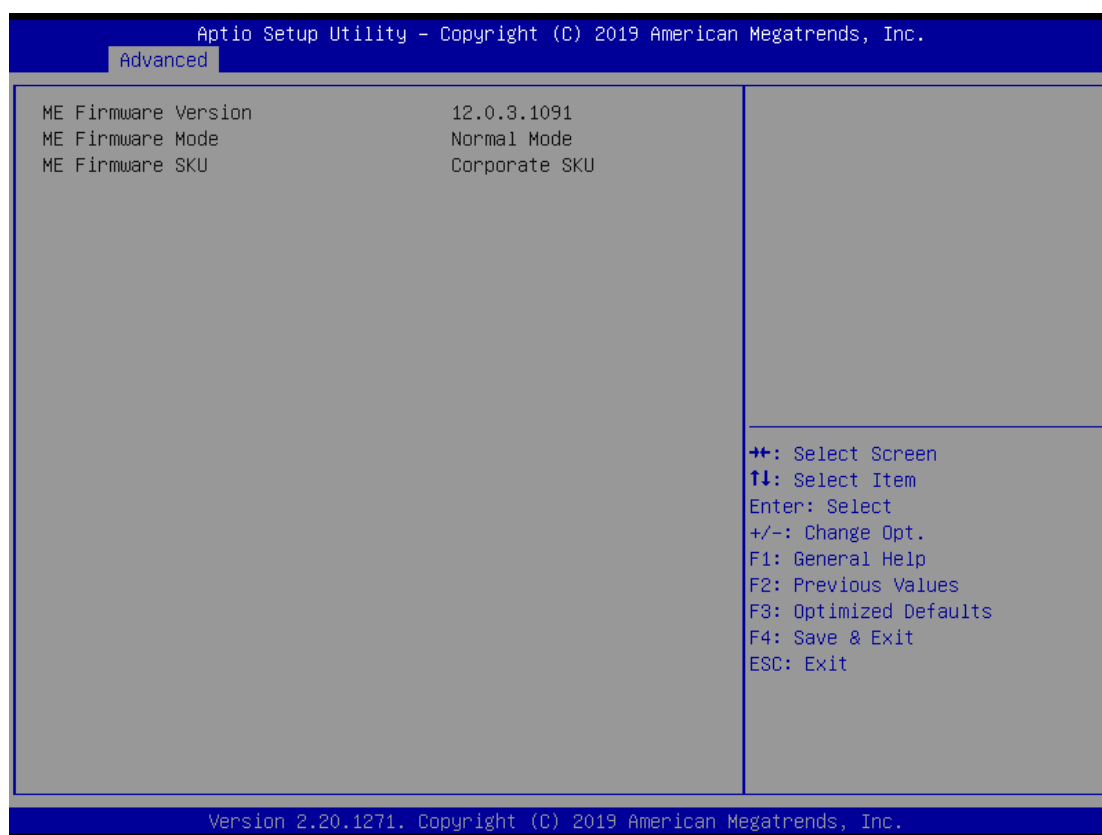 Aptio Setup Utility – Copyright (C) 2019 American Megatrends, Inc.
Advanced
ME Firmware Version 12.0.3.1091
ME Firmware Mode Normal Mode
ME Firmware SKU Corporate SKU
→←: Select Screen
↑↓: Select Item
Enter: Select
+/-: Change Opt.
F1: General Help
F2: Previous Values
F3: Optimized Defaults
F4: Save & Exit
ESC: Exit
Version 2.20.1271. Copyright (C) 2019 American Megatrends, Inc.